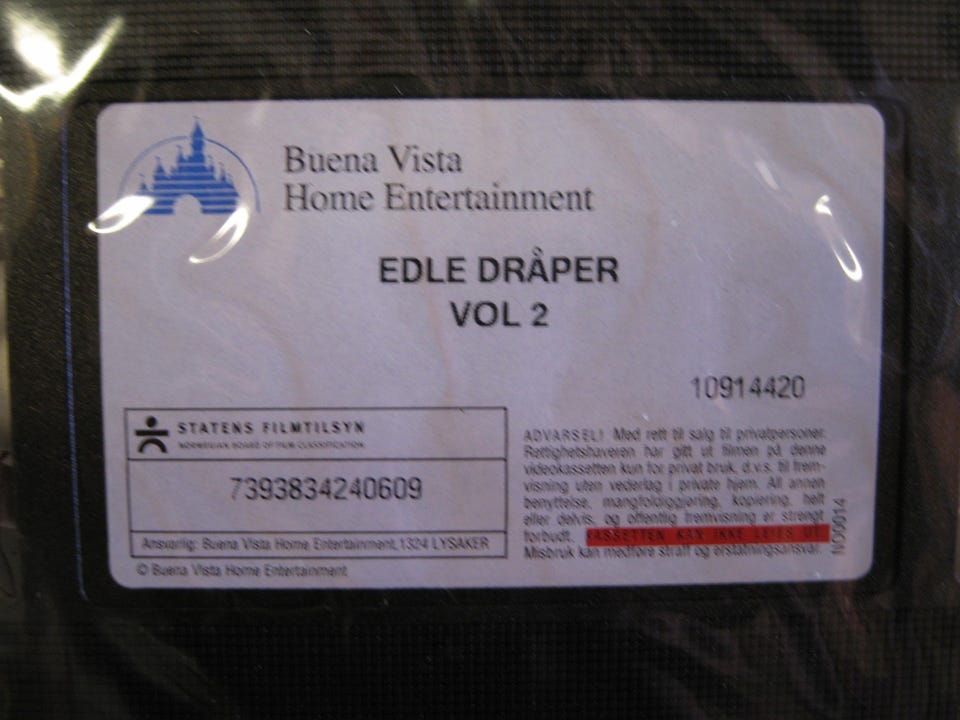 Buena Vista
Home Entertainment
EDLE DRÅPER
VOL 2
10914420
STATENS FILMTILSYN
NORWEGIAN BOARD OF FILM CLASSIFICATION
7393834240609
Ansvarlig: Buena Vista Home Entertainment, 1324 LYSAKER
© Buena Vista Home Entertainment
ADVARSEL! Med rett til salg til privatpersoner.
Rettighetshaveren har gitt ut filmen på denne
videokassetten kun for privat bruk, d.v.s. til frem-
visning uten vederlag i private hjem. All annen
benyttelse, mangfoldiggjøring, kopiering, helt
eller delvis, og offentlig fremvisning er strengt
forbudt. KASSETTEN KAN IKKE LEIES UT.
Misbruk kan medføre straff og erstatningsansvar.
NO0014